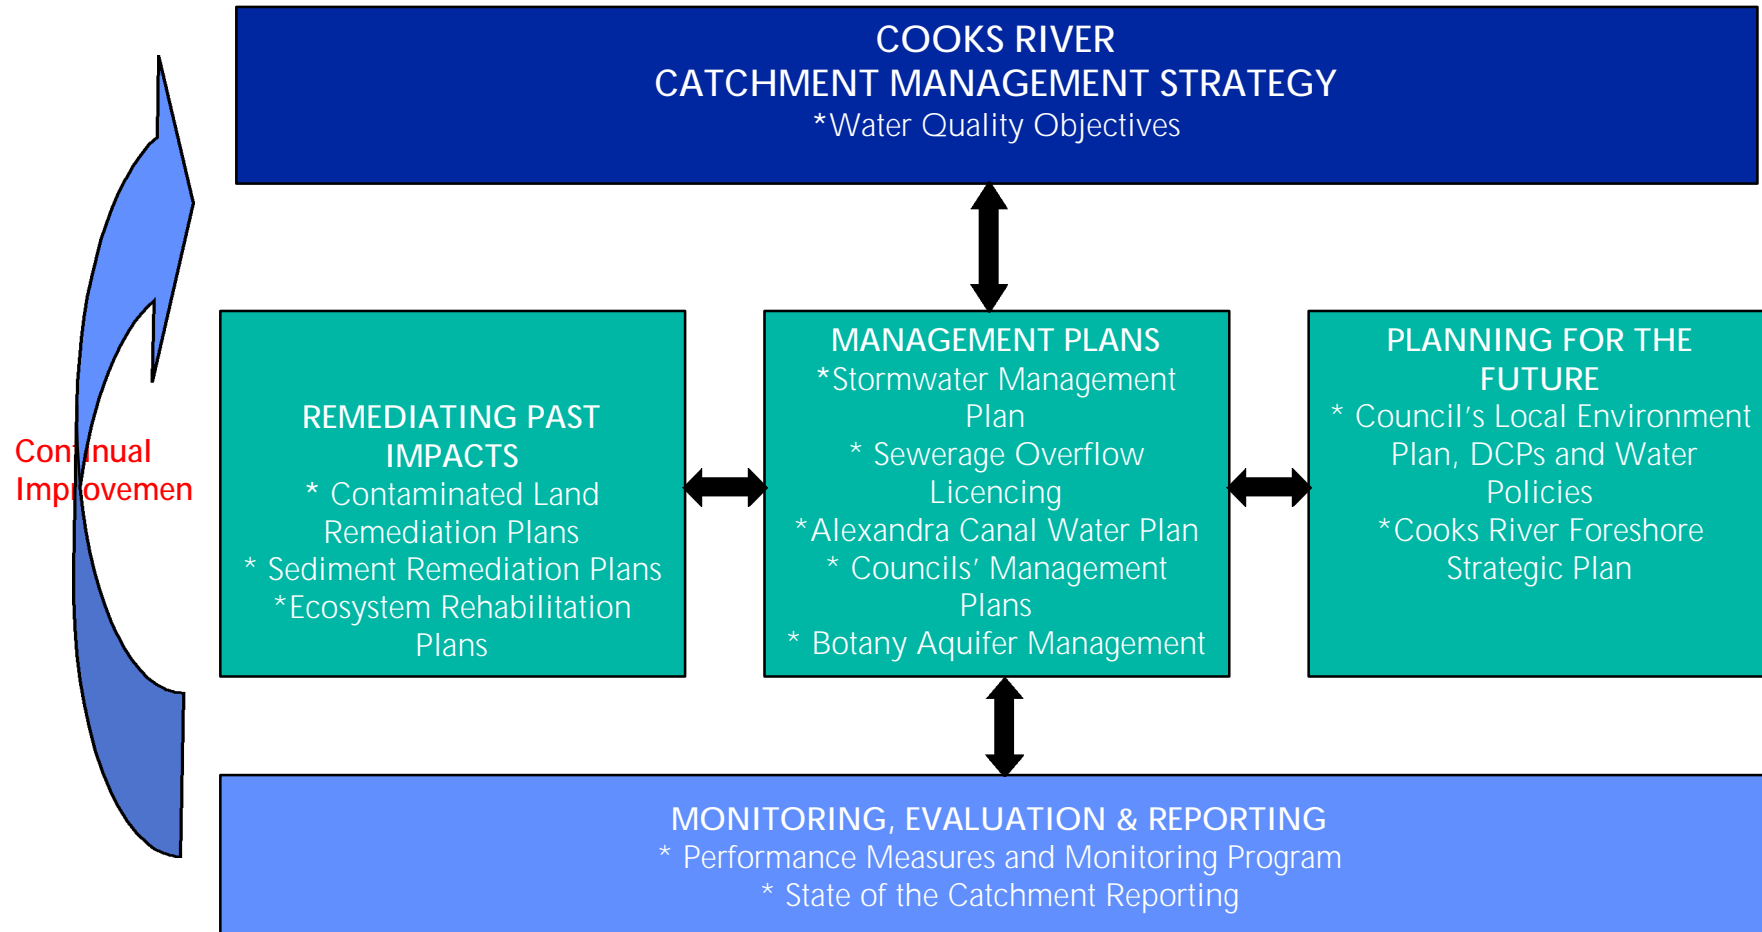 COOKS RIVER
CATCHMENT MANAGEMENT STRATEGY
*Water Quality Objectives
Continual
Improvemen
REMEDIATING PAST
IMPACTS
* Contaminated Land
Remediation Plans
* Sediment Remediation Plans
*Ecosystem Rehabilitation
Plans
MANAGEMENT PLANS
*Stormwater Management
Plan
* Sewerage Overflow
Licencing
*Alexandra Canal Water Plan
* Councils' Management
Plans
* Botany Aquifer Management
PLANNING FOR THE
FUTURE
* Council's Local Environment
Plan, DCPs and Water
Policies
*Cooks River Foreshore
Strategic Plan
MONITORING, EVALUATION & REPORTING
* Performance Measures and Monitoring Program
* State of the Catchment Reporting